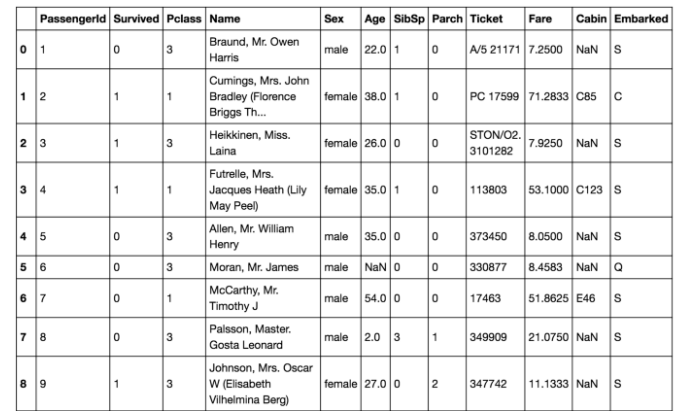 PassengerId Survived Pclass Name Sex Age SibSp Parch Ticket Fare Cabin Embarked
0 1 0 3 Braund, Mr. Owen Harris male 22.0 1 0 A/5 21171 7.2500 NaN S
1 2 1 1 Cumings, Mrs. John Bradley (Florence Briggs Th... female 38.0 1 0 PC 17599 71.2833 C85 C
2 3 1 3 Heikkinen, Miss. Laina female 26.0 0 0 STON/O2. 3101282 7.9250 NaN S
3 4 1 1 Futrelle, Mrs. Jacques Heath (Lily May Peel) female 35.0 1 0 113803 53.1000 C123 S
4 5 0 3 Allen, Mr. William Henry male 35.0 0 0 373450 8.0500 NaN S
5 6 0 3 Moran, Mr. James male NaN 0 0 330877 8.4583 NaN Q
6 7 0 1 McCarthy, Mr. Timothy J male 54.0 0 0 17463 51.8625 E46 S
7 8 0 3 Palsson, Master. Gosta Leonard male 2.0 3 1 349909 21.0750 NaN S
8 9 1 3 Johnson, Mrs. Oscar W (Elisabeth Vilhelmina Berg) female 27.0 0 2 347742 11.1333 NaN S